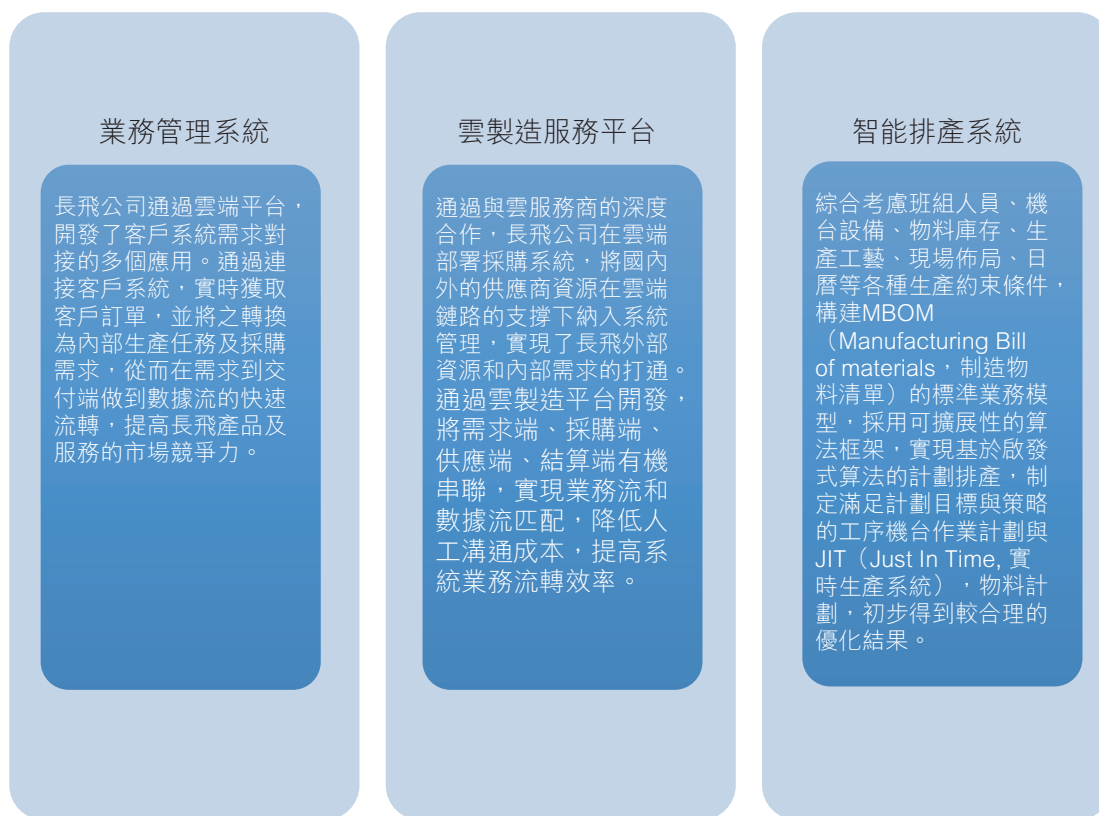 業務管理系統
長飛公司通過雲端平台，
開發了客戶系統需求對
接的多個應用。通過連
接客戶系統，實時獲取
客戶訂單，並將之轉換
為內部生產任務及採購
需求，從而在需求到交
付端做到數據流的快速
流轉，提高長飛產品及
服務的市場競爭力。
雲製造服務平台
通過與雲服務商的深度
合作，長飛公司在雲端
部署採購系統，將國內
外的供應商資源在雲端
鏈路的支撐下納入系統
管理，實現了長飛外部
資源和內部需求的打通。
通過雲製造平台開發，
將需求端、採購端、
供應端、結算端有機
串聯，實現業務流和
數據流匹配，降低人
工溝通成本，提高系
統業務流轉效率。
智能排產系統
綜合考慮班組人員、機
台設備、物料庫存、生
產工藝、現場佈局、日
曆等各種生產約束條件，
構建MBOM
（Manufacturing Bill
of materials，制造物
料清單）的標準業務模
型，採用可擴展性的算
法框架，實現基於啟發
式算法的計劃排產，制
定滿足計劃目標與策略
的工序機台作業計劃與
JIT（Just In Time, 實
時生產系統），物料計
劃，初步得到較合理的
優化結果。